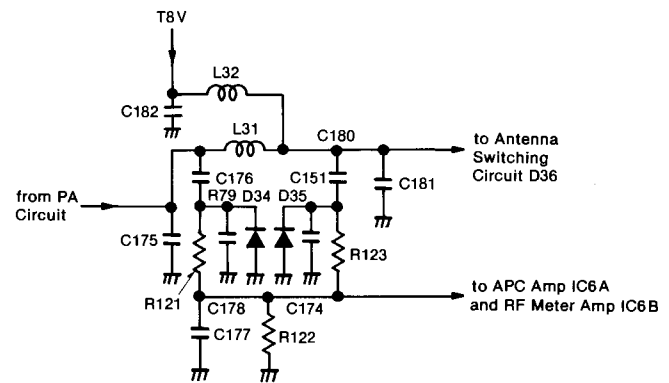 T8V
L32
C182
L31
C180
to Antenna
Switching
Circuit D36
C176
C151
C181
from PA
Circuit
R79
D34
D35
C175
R123
R121
C178
C174
to APC Amp IC6A
and RF Meter Amp IC6B
C177
R122